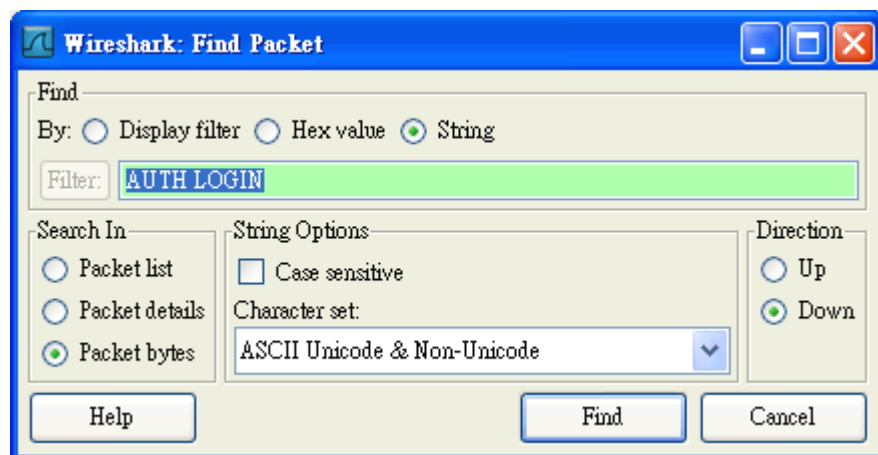 Wireshark: Find Packet
Find
By: Display filter Hex value String
Filter: AUTH LOGIN
Search In
Packet list
Packet details
Packet bytes
String Options
Case sensitive
Character set:
ASCII Unicode & Non-Unicode
Direction
Up
Down
Help Find Cancel